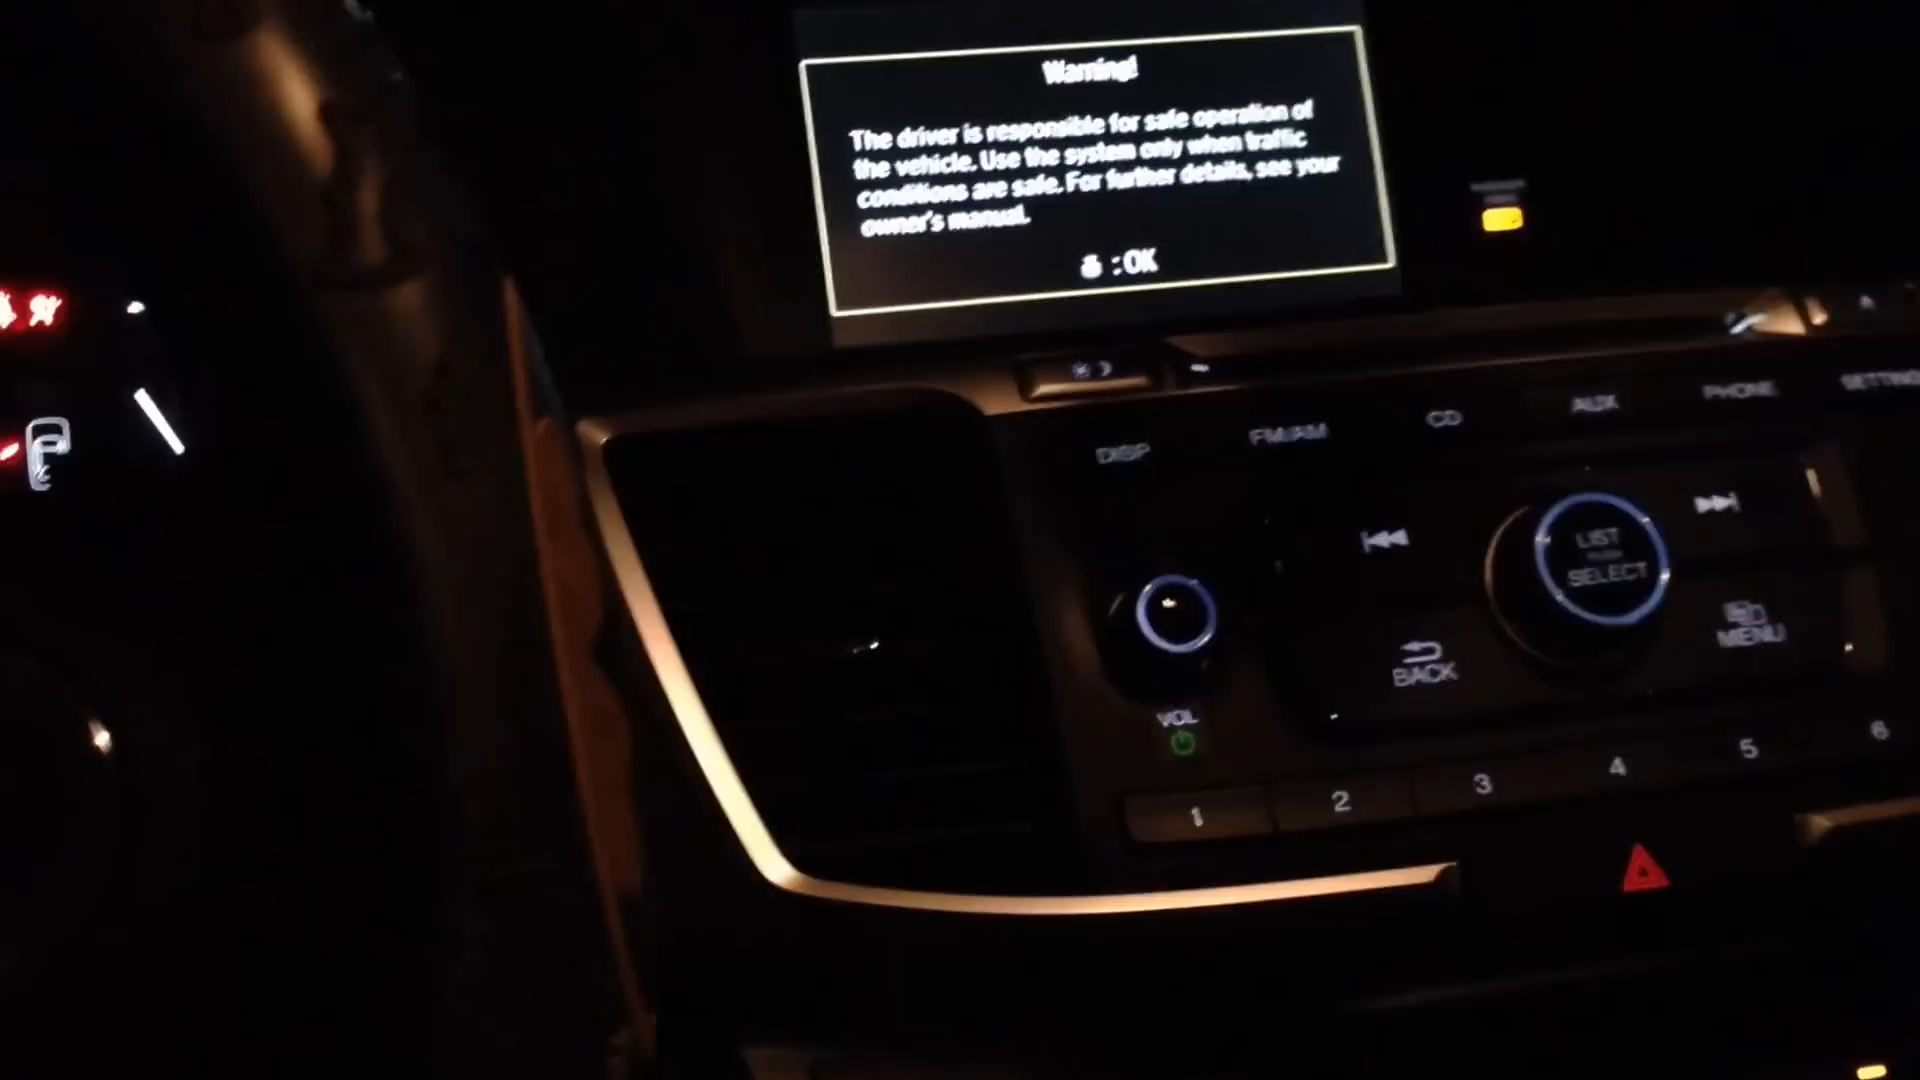 Warning!
The driver is responsible for safe operation of
the vehicle. Use the system only when traffic
conditions are safe. For further details, see your
owner's manual.
: OK
DISP
FM/AM
CD
AUX
PHONE
SETTING
LIST
SELECT
BACK
MENU
VOL
1
2
3
4
5
6